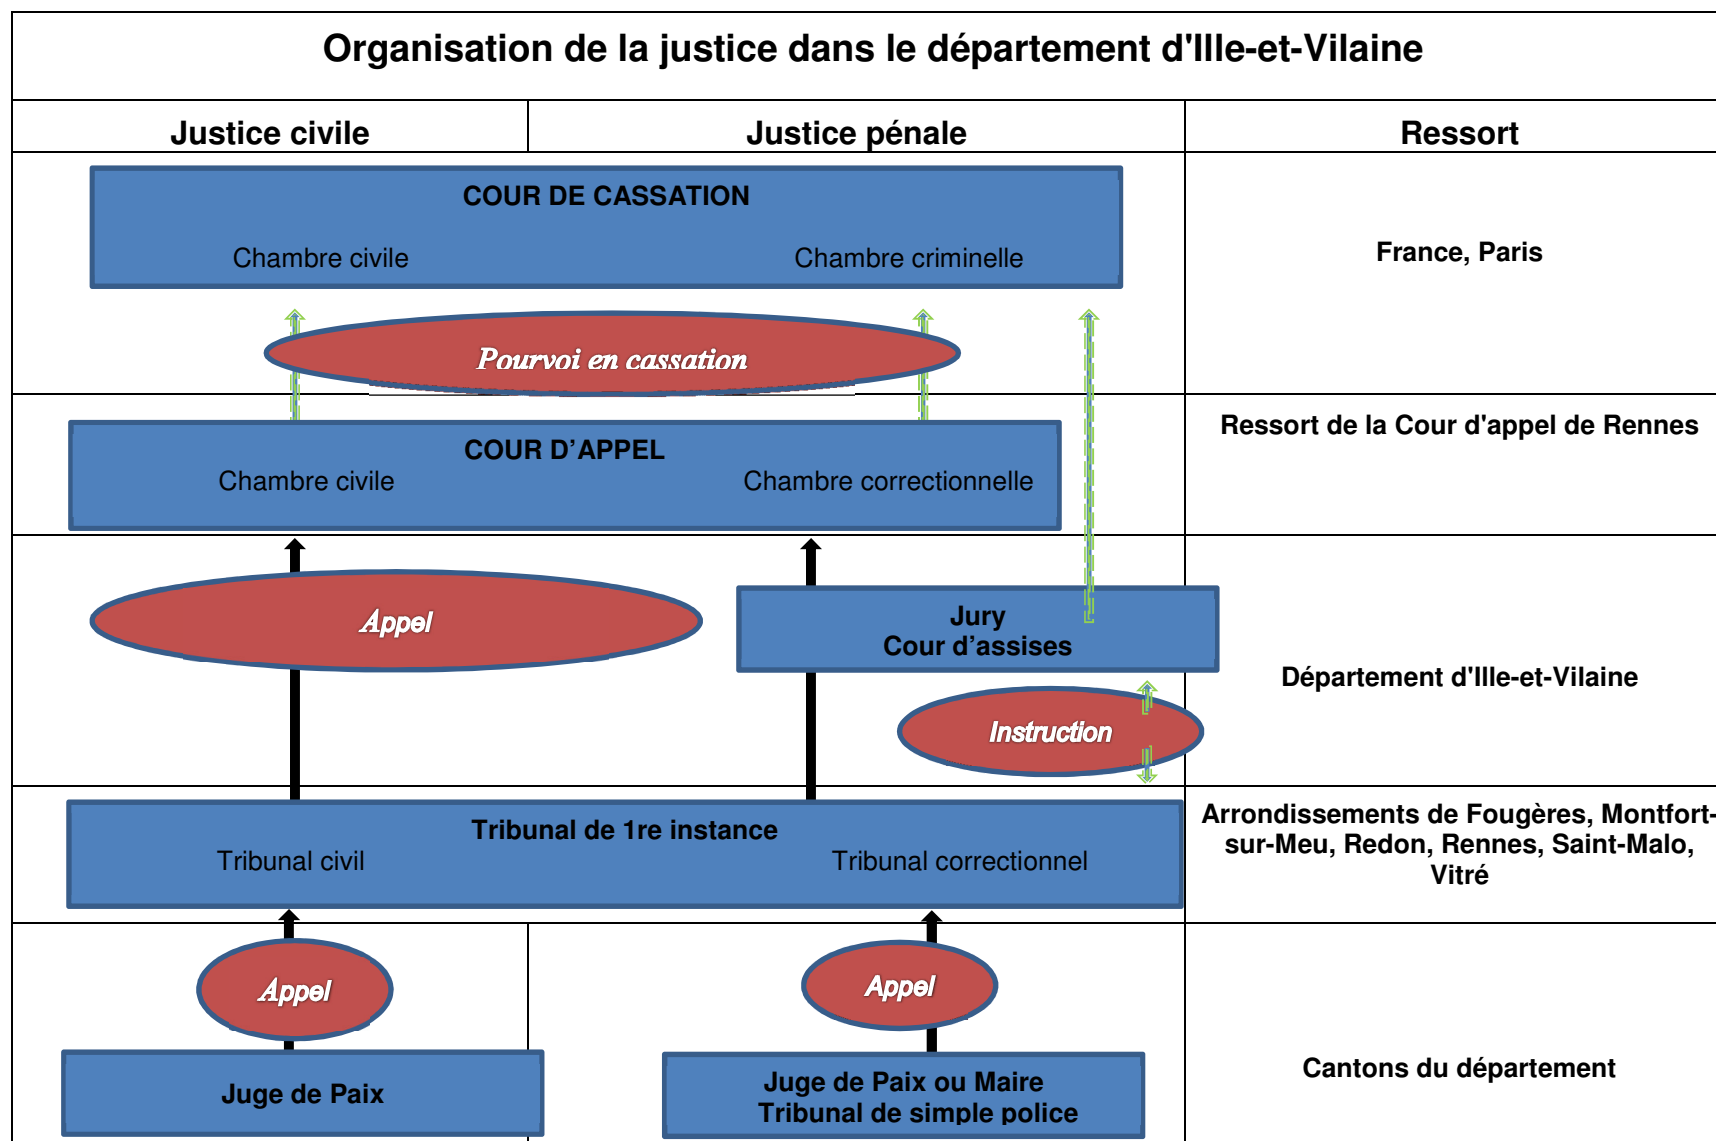 Organisation de la justice dans le département d'Ille-et-Vilaine
Justice civile
Justice pénale
Ressort
COUR DE CASSATION
Chambre civile
Chambre criminelle
France, Paris
Pourvoi en cassation
COUR D’APPEL
Chambre civile
Chambre correctionnelle
Ressort de la Cour d'appel de Rennes
Appel
Jury
Cour d’assises
Instruction
Département d'Ille-et-Vilaine
Tribunal de 1re instance
Tribunal civil
Tribunal correctionnel
Arrondissements de Fougères, Montfort-
sur-Meu, Redon, Rennes, Saint-Malo,
Vitré
Appel
Appel
Juge de Paix
Juge de Paix ou Maire
Tribunal de simple police
Cantons du département